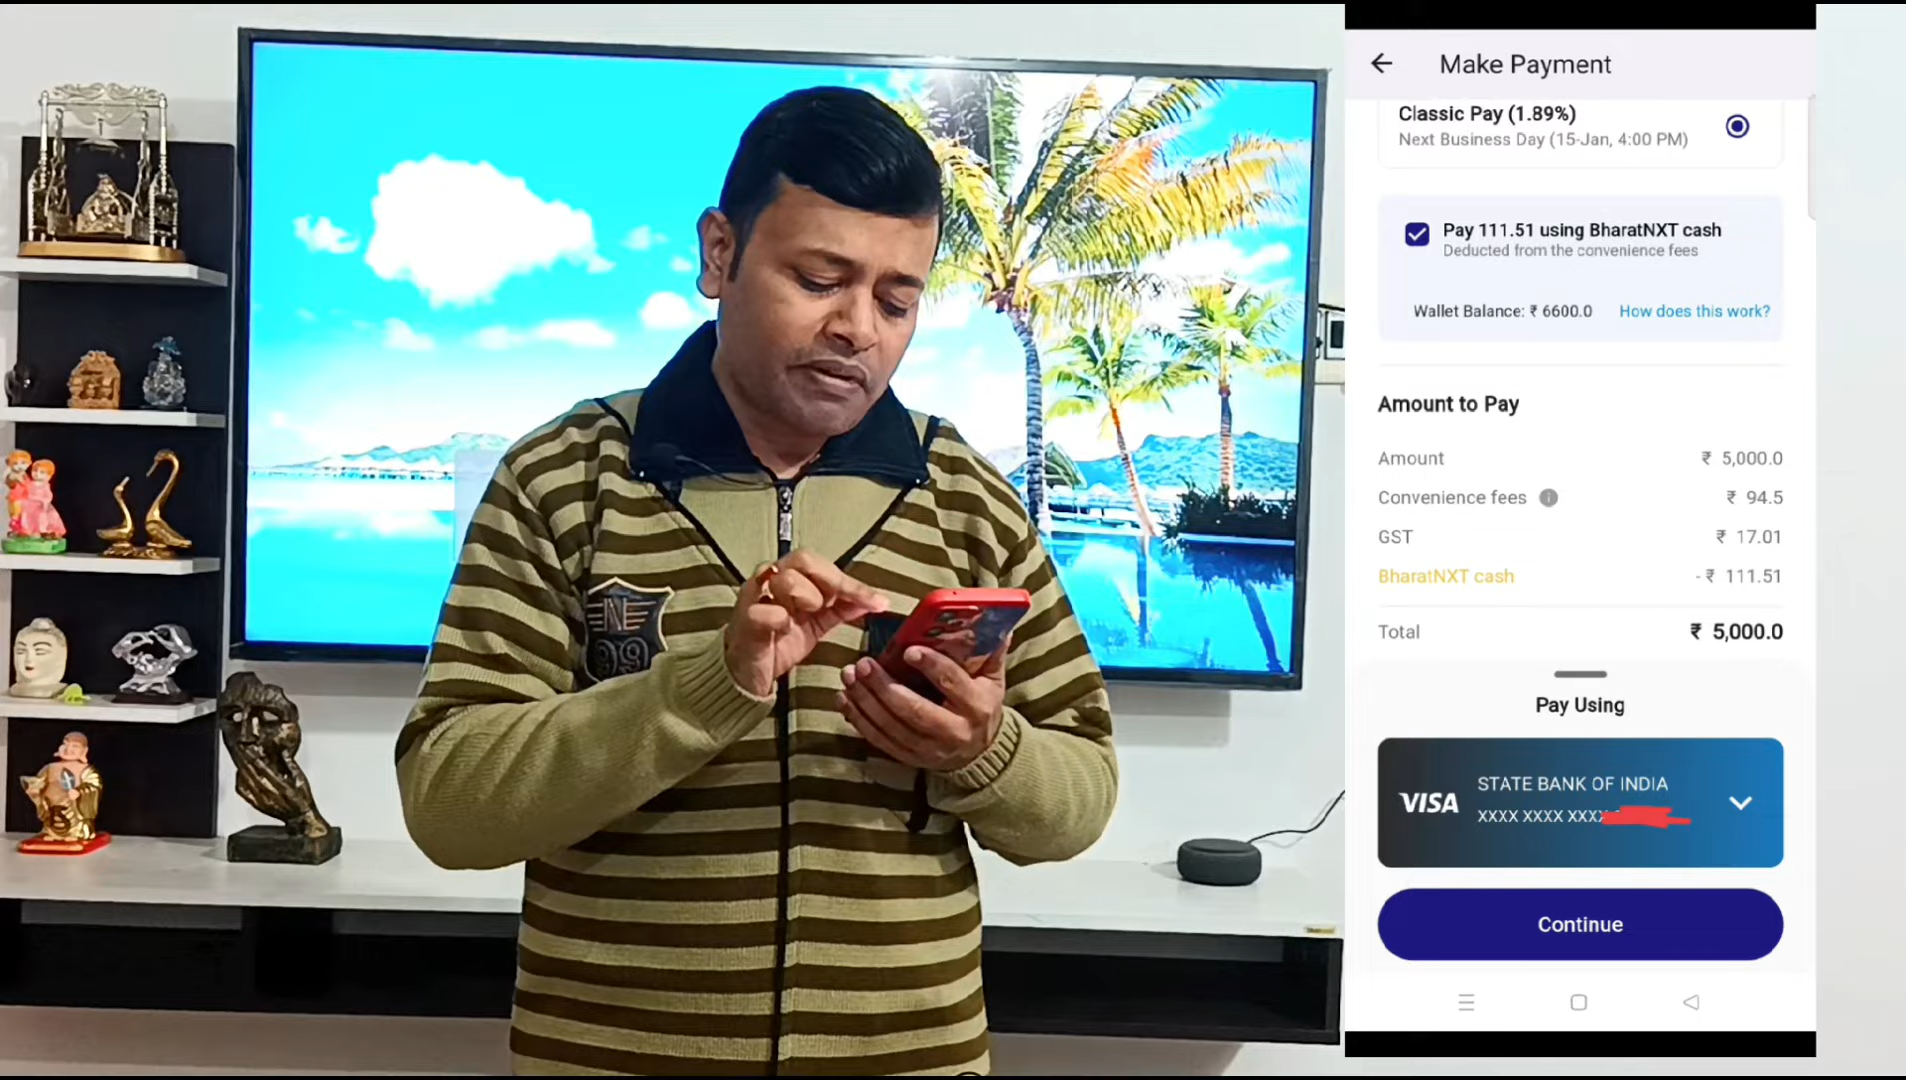 Make Payment
Classic Pay (1.89%)
Next Business Day (15-Jan, 4:00 PM)
Pay 111.51 using BharatNXT cash
Deducted from the convenience fees
Wallet Balance: ₹ 6600.0 How does this work?
Amount to Pay
Amount ₹ 5,000.0
Convenience fees ₹ 94.5
GST ₹ 17.01
BharatNXT cash - ₹ 111.51
Total ₹ 5,000.0
Pay Using
VISA
STATE BANK OF INDIA
XXXX XXXX XXXX
Continue
N
99